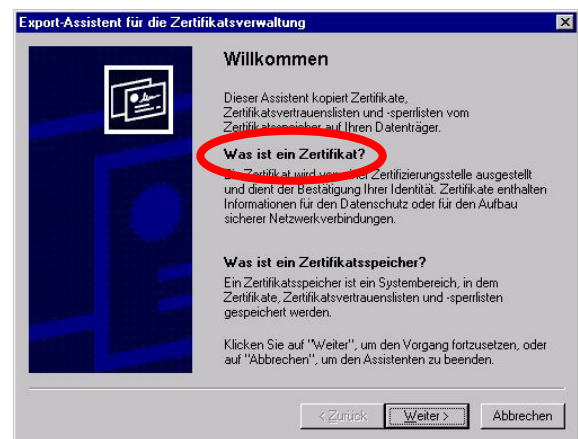 Export-Assistent für die Zertifikatsverwaltung
Willkommen
Dieser Assistent kopiert Zertifikate,
Zertifikatsvertrauenslisten und -sperrlisten vom
Zertifikatsspeicher auf Ihren Datenträger.
Was ist ein Zertifikat?
Ein Zertifikat wird von einer Zertifizierungsstelle ausgestellt
und dient der Bestätigung Ihrer Identität. Zertifikate enthalten
Informationen für den Datenschutz oder für den Aufbau
sicherer Netzwerkverbindungen.
Was ist ein Zertifikatsspeicher?
Ein Zertifikatsspeicher ist ein Systembereich, in dem
Zertifikate, Zertifikatsvertrauenslisten und -sperrlisten
gespeichert werden.
Klicken Sie auf "Weiter", um den Vorgang fortzusetzen, oder
auf "Abbrechen", um den Assistenten zu beenden.
< Zurück Weiter > Abbrechen